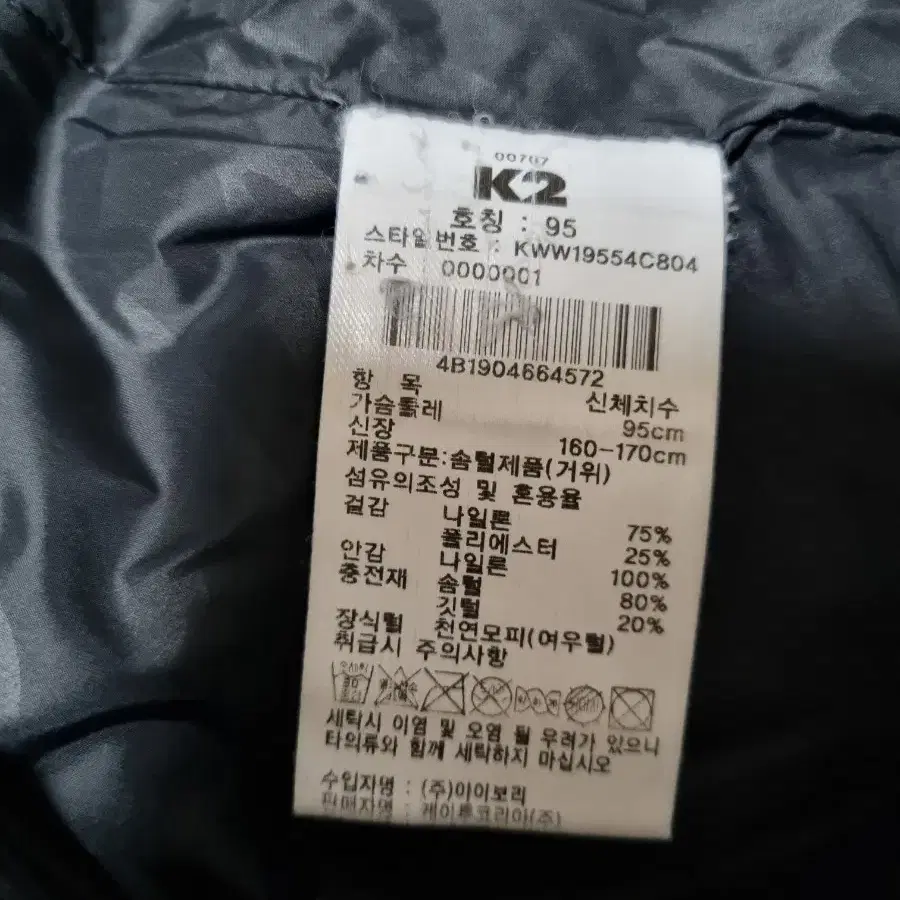 00707
K2
호칭 : 95
스타일번호 : KWW19554C804
차수 : 0000001
4B1904664572
항 목 신체치수
가슴둘레 95cm
신장 160-170cm
제품구분:솜털제품(거위)
섬유의조성 및 혼용율
겉감 나일론 75%
폴리에스터 25%
안감 나일론 100%
충전재 솜털 80%
깃털 20%
장식털 천연모피(여우털)
취급시 주의사항
30
세탁시 이염 및 오염 될 우려가 있으니
타의류와 함께 세탁하지 마십시오
수입자명 : (주)아이보리
판매자명 : 케이투코리아(주)